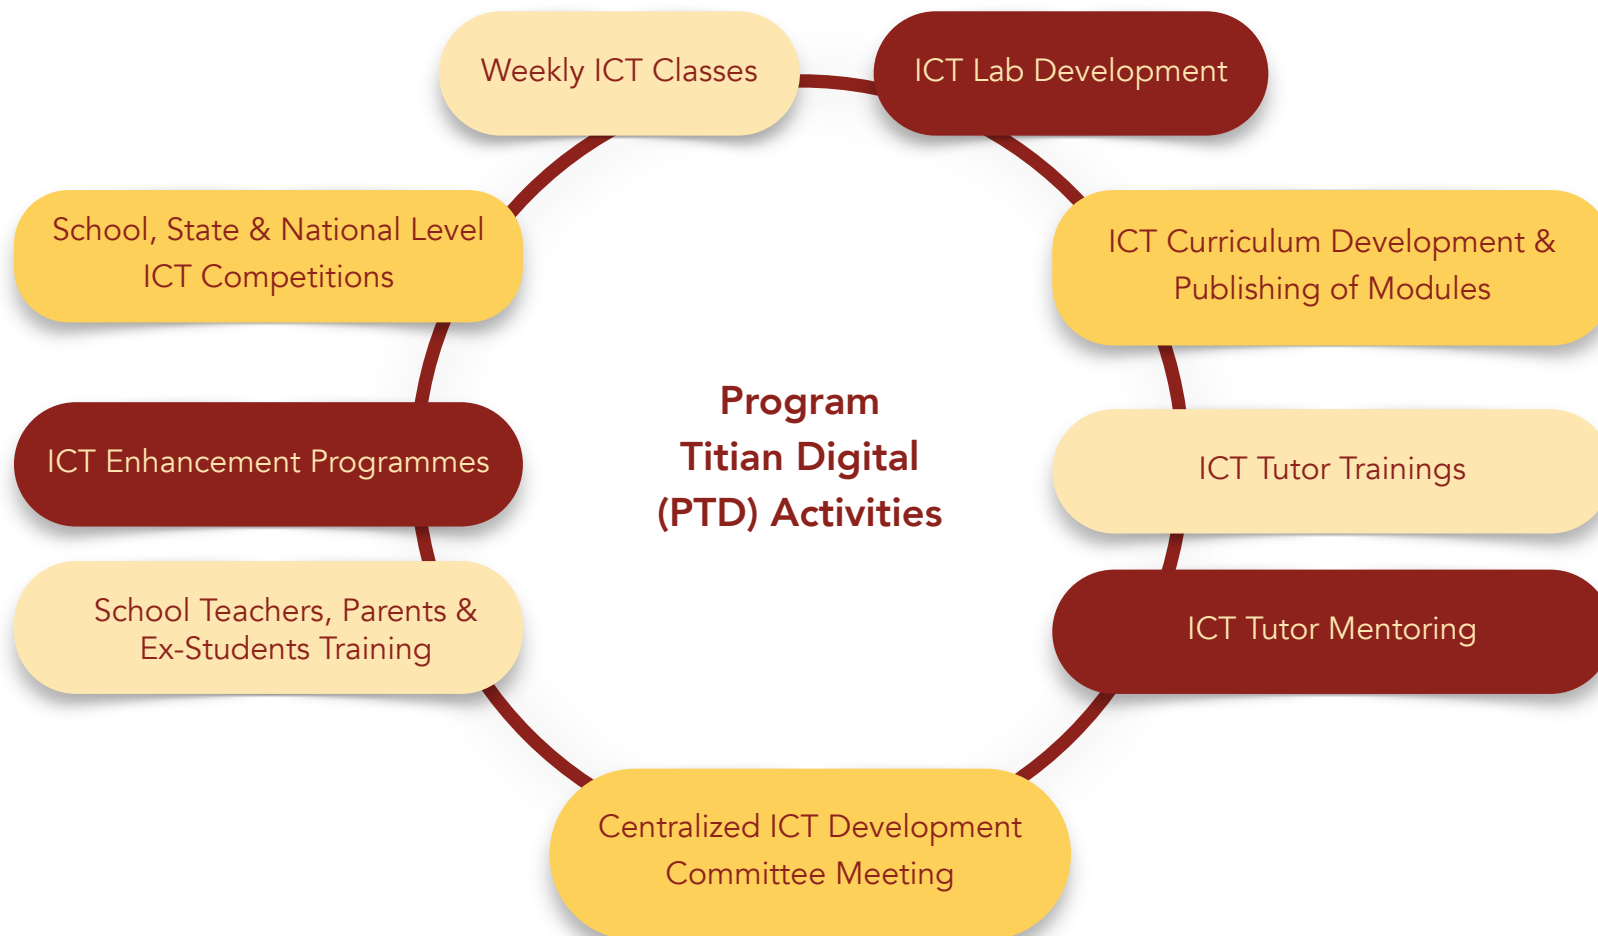 Weekly ICT Classes
ICT Lab Development
School, State & National Level
ICT Competitions
ICT Curriculum Development &
Publishing of Modules
Program
Titian Digital
(PTD) Activities
ICT Enhancement Programmes
ICT Tutor Trainings
School Teachers, Parents &
Ex-Students Training
ICT Tutor Mentoring
Centralized ICT Development
Committee Meeting